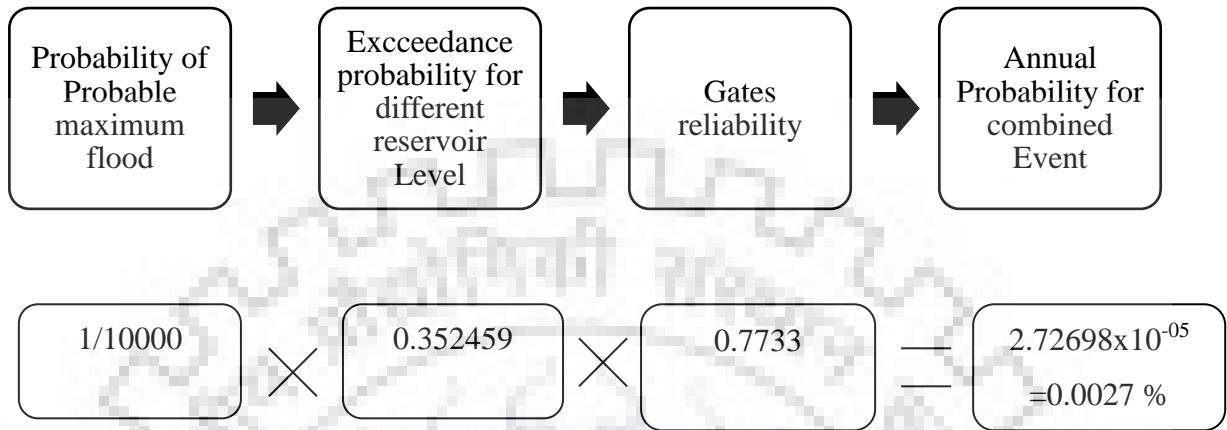 Probability of
Probable
maximum
flood
Excceedance
probability for
different
reservoir
Level
Gates
reliability
Annual
Probability for
combined
Event
1/10000
×
0.352459
×
0.7733
=
2.72698x10⁻⁰⁵
=0.0027 %